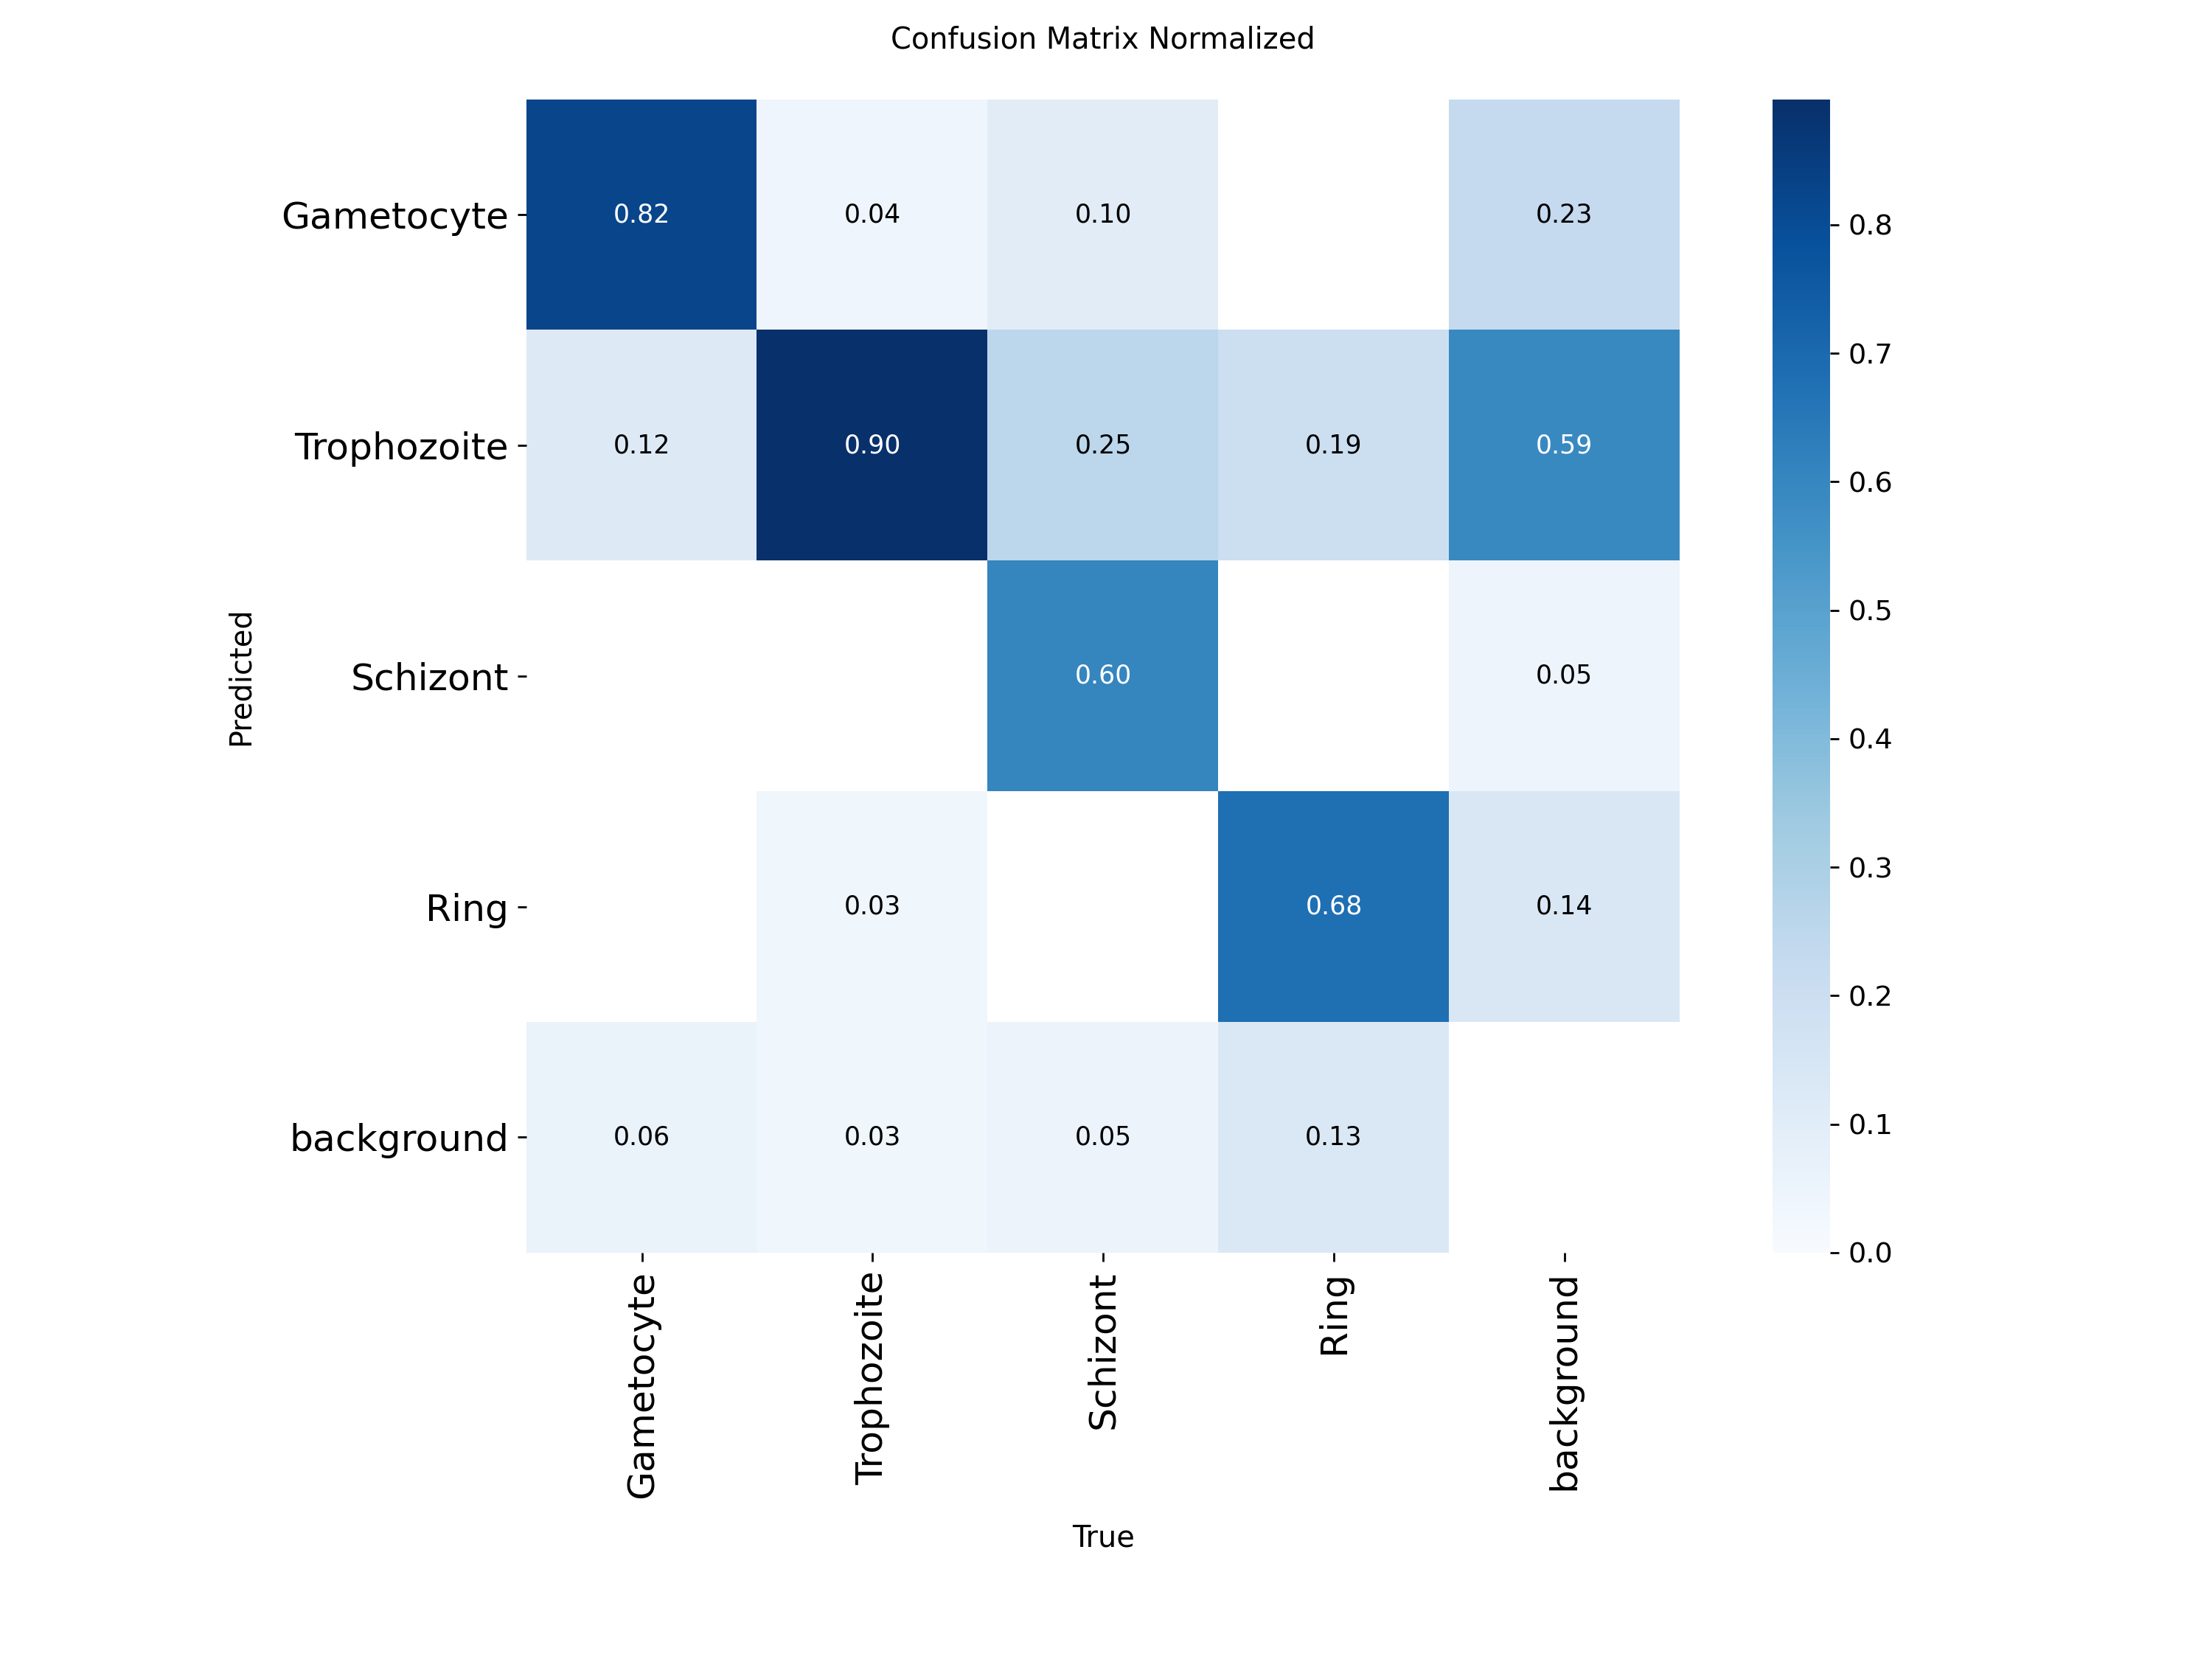 Confusion Matrix Normalized
Gametocyte 0.82 0.04 0.10 0.23
Trophozoite 0.12 0.90 0.25 0.19 0.59
Schizont 0.60 0.05
Ring 0.03 0.68 0.14
background 0.06 0.03 0.05 0.13
Predicted
Gametocyte
Trophozoite
Schizont
Ring
background
True
0.8
0.7
0.6
0.5
0.4
0.3
0.2
0.1
0.0